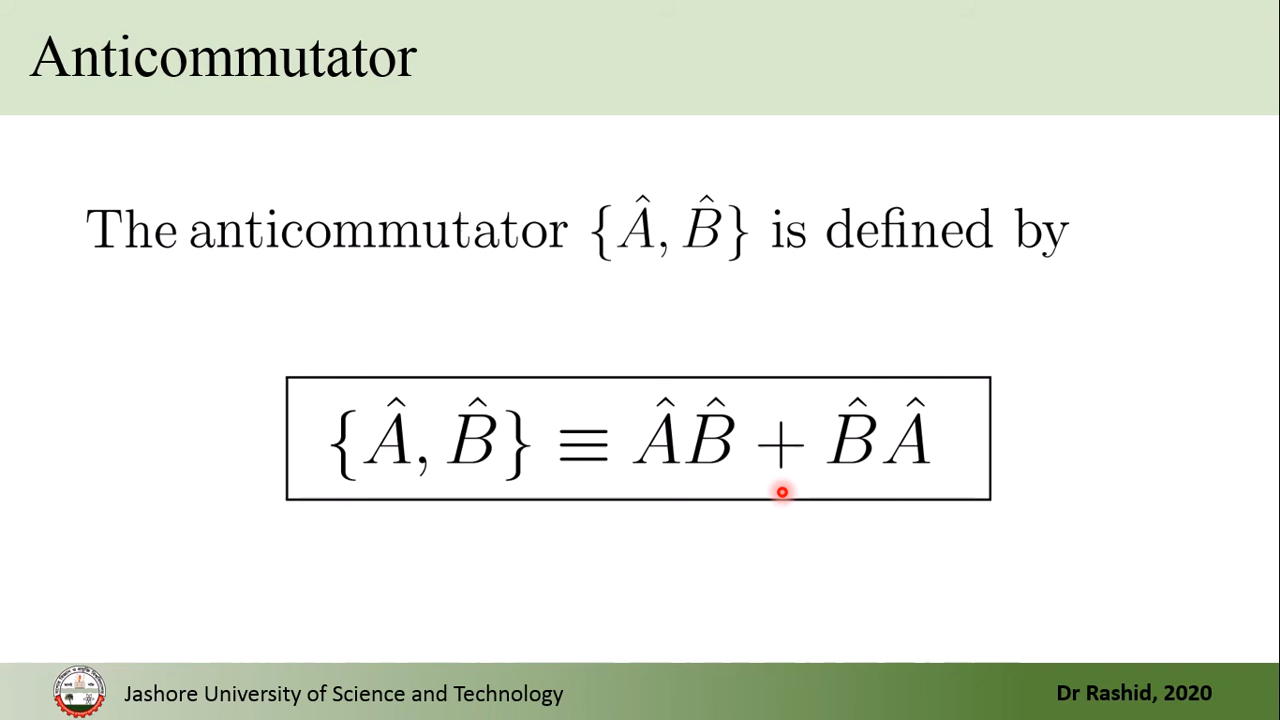 Anticommutator
The anticommutator {Â, B̂} is defined by
{Â, B̂} ≡ ÂB̂ + B̂Â
Jashore University of Science and Technology
Dr Rashid, 2020